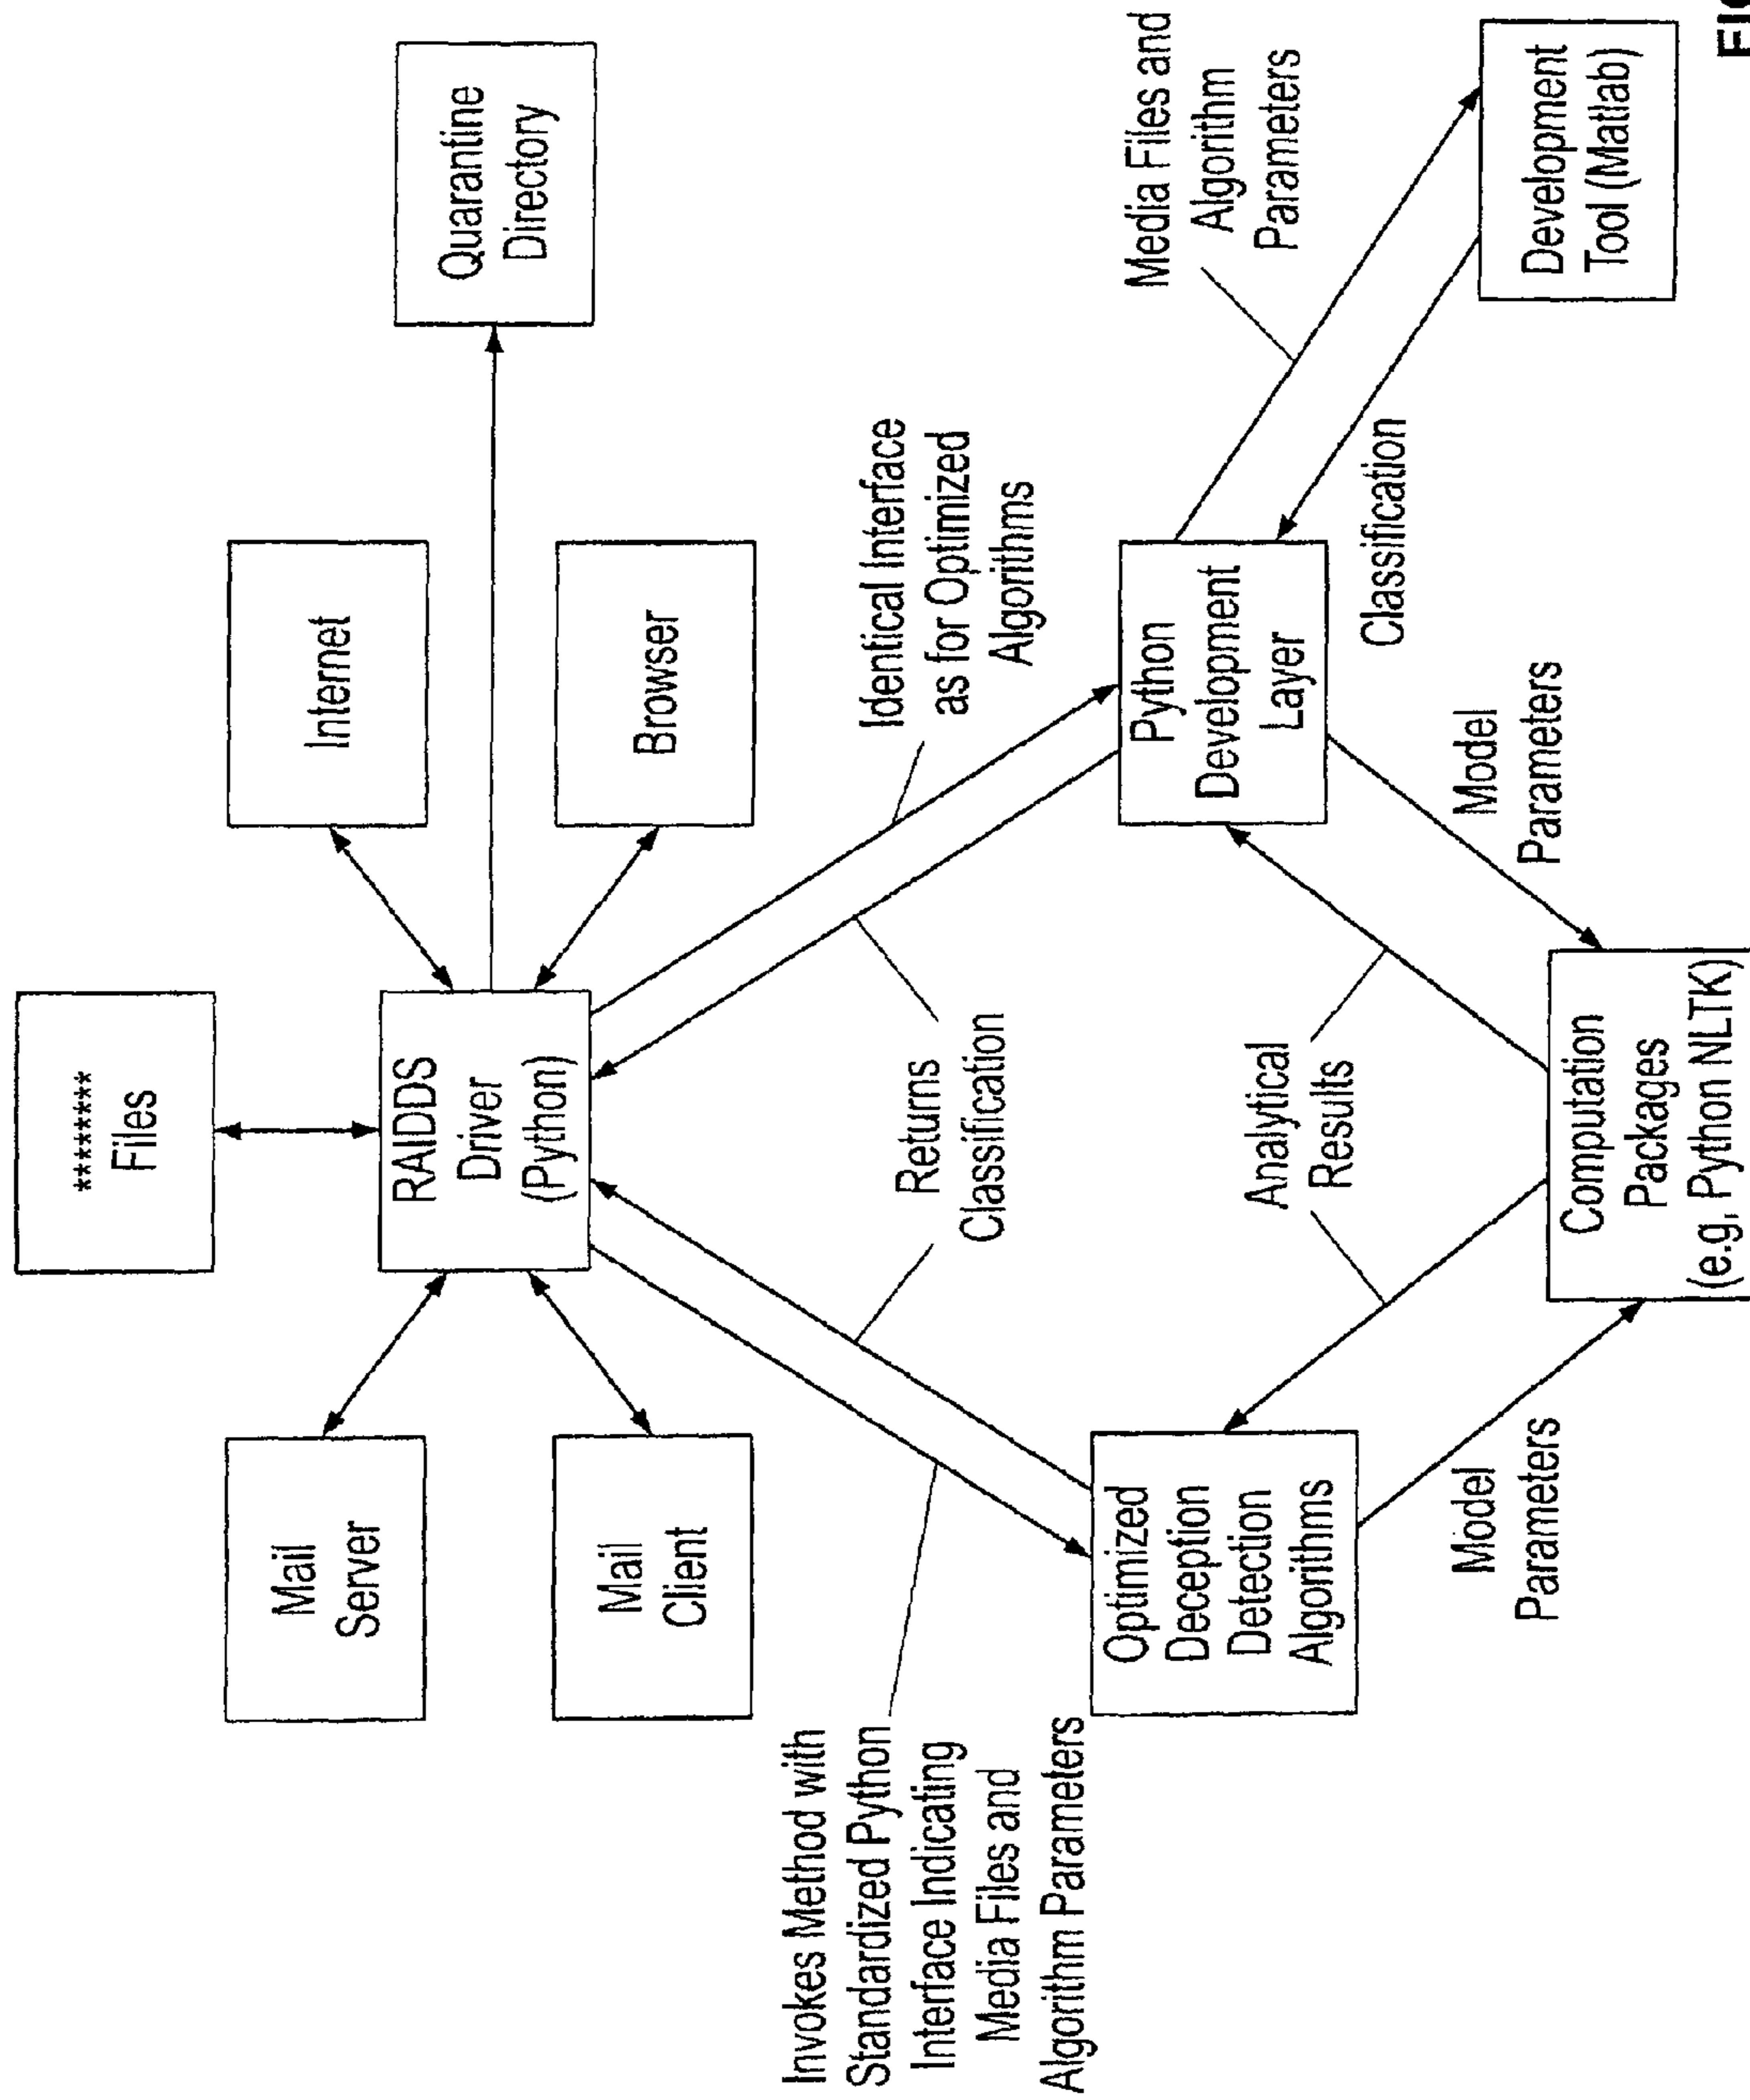 ********
Files
Mail
Server
Internet
RAIDDS
Driver
(Python)
Quarantine
Directory
Mail
Client
Browser
Invokes Method with
Standardized Python
Interface Indicating
Media Files and
Algorithm Parameters
Returns
Classification
Identical Interface
as for Optimized
Algorithms
Media Files and
Algorithm
Parameters
Optimized
Deception
Detection
Algorithms
Analytical
Results
Python
Development
Layer
Classification
Development
Tool (Matlab)
Model
Parameters
Model
Parameters
Computation
Packages
(e.g, Python NLTK)